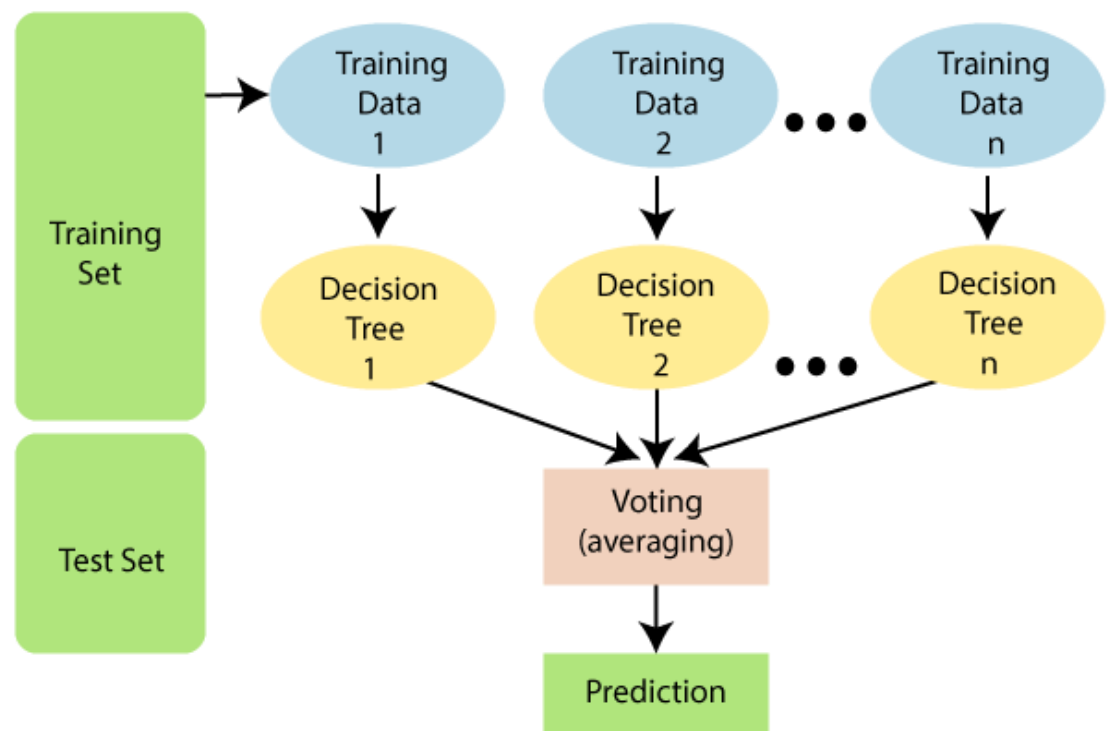 Training
Set
Training
Data
1
Training
Data
2
Training
Data
n
Decision
Tree
1
Decision
Tree
2
Decision
Tree
n
Test Set
Voting
(averaging)
Prediction